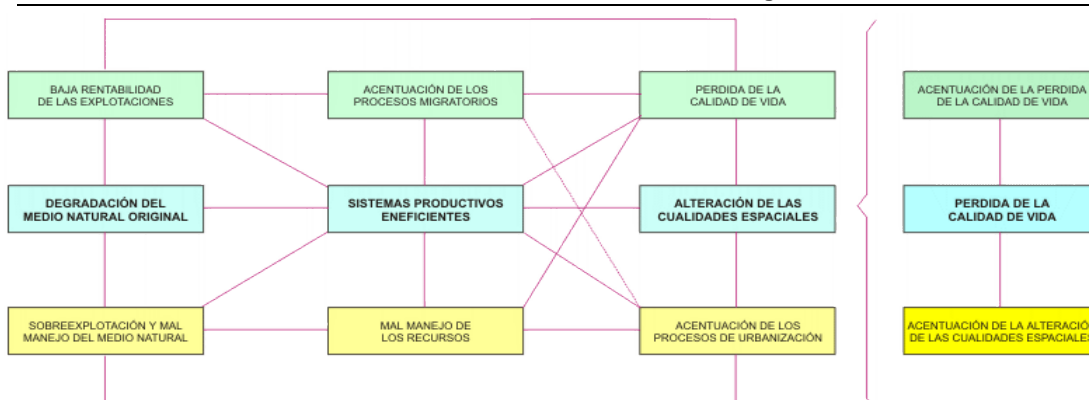 BAJA RENTABILIDAD
DE LAS EXPLOTACIONES
ACENTUACIÓN DE LOS
PROCESOS MIGRATORIOS
PERDIDA DE LA
CALIDAD DE VIDA
ACENTUACIÓN DE LA PERDIDA
DE LA CALIDAD DE VIDA
DEGRADACIÓN DEL
MEDIO NATURAL ORIGINAL
SISTEMAS PRODUCTIVOS
ENEFICIENTES
ALTERACIÓN DE LAS
CUALIDADES ESPACIALES
PERDIDA DE LA
CALIDAD DE VIDA
SOBREEXPLOTACIÓN Y MAL
MANEJO DEL MEDIO NATURAL
MAL MANEJO DE
LOS RECURSOS
ACENTUACIÓN DE LOS
PROCESOS DE URBANIZACIÓN
ACENTUACIÓN DE LA ALTERACIÓ
DE LAS CUALIDADES ESPACIALES